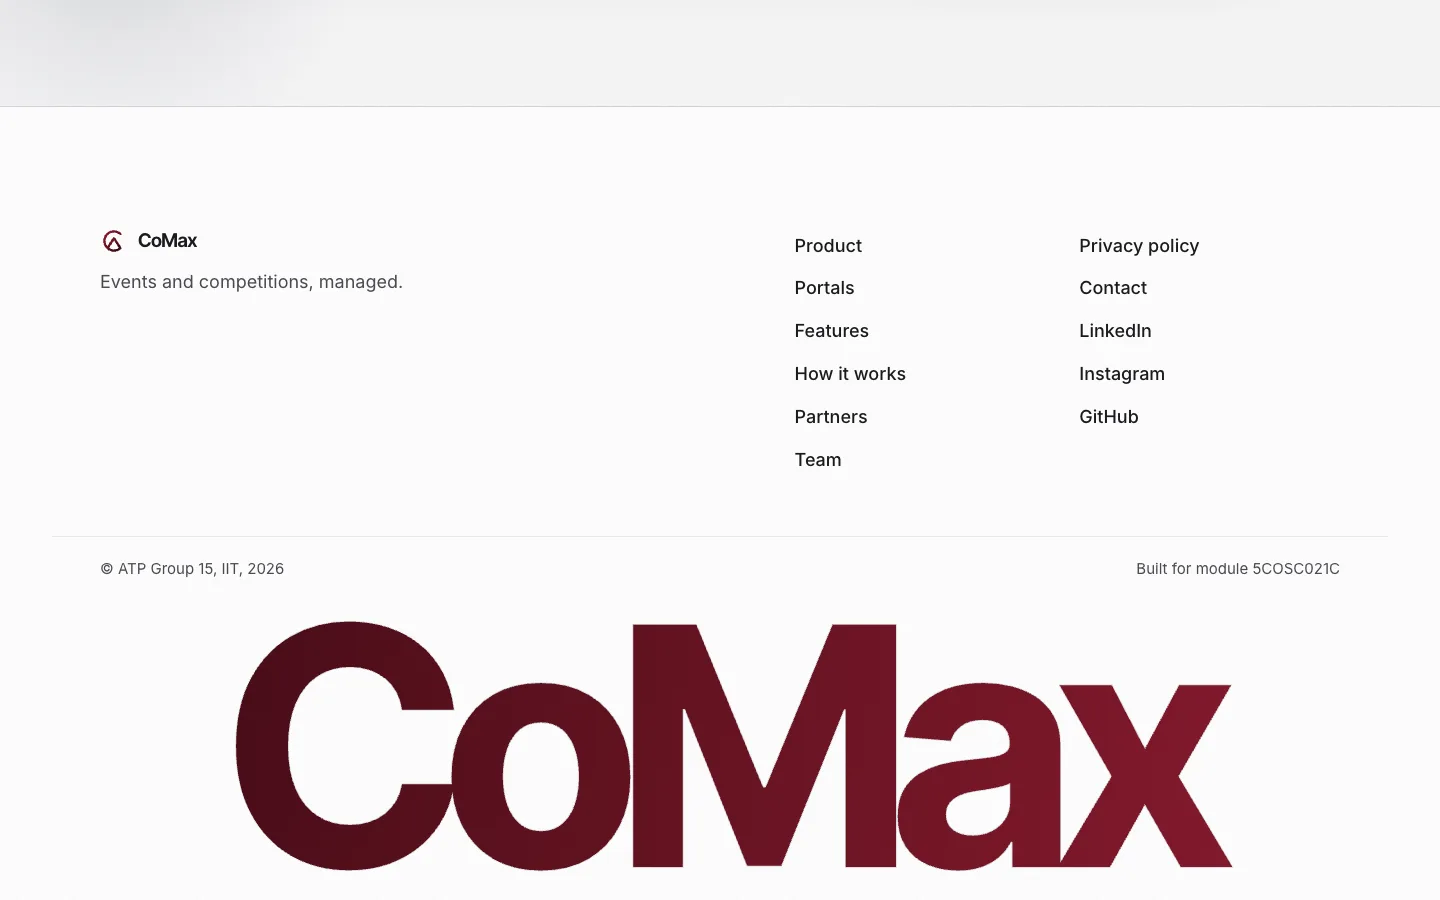 CoMax
Events and competitions, managed.
Product
Portals
Features
How it works
Partners
Team
Privacy policy
Contact
LinkedIn
Instagram
GitHub
© ATP Group 15, IIT, 2026
Built for module 5COSC021C
CoMax